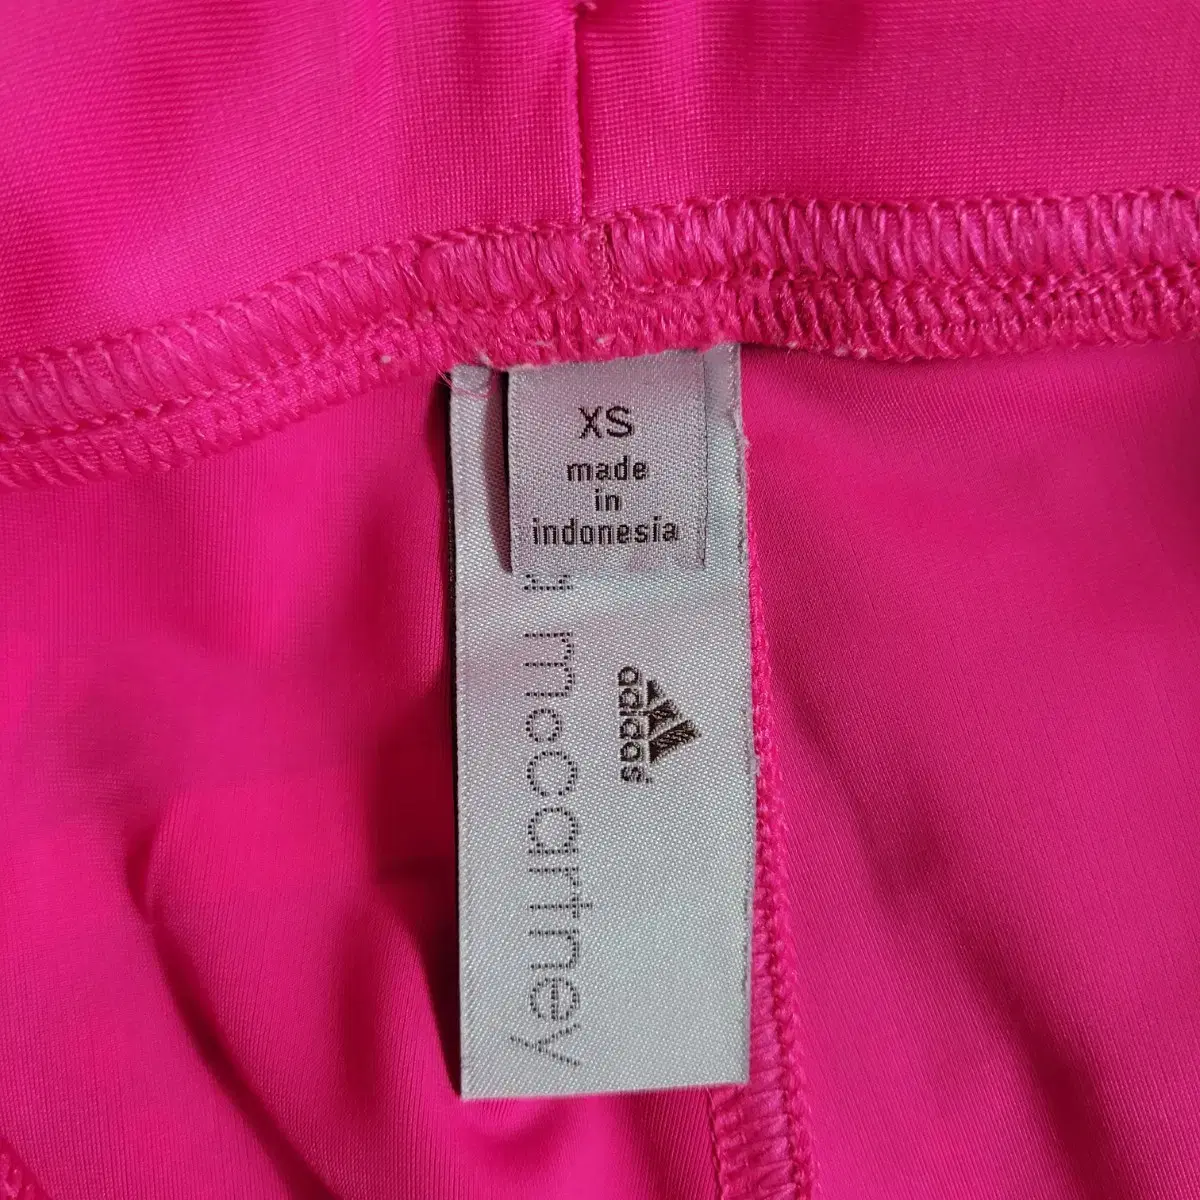 XS
made
in
indonesia
mccartney
adidas